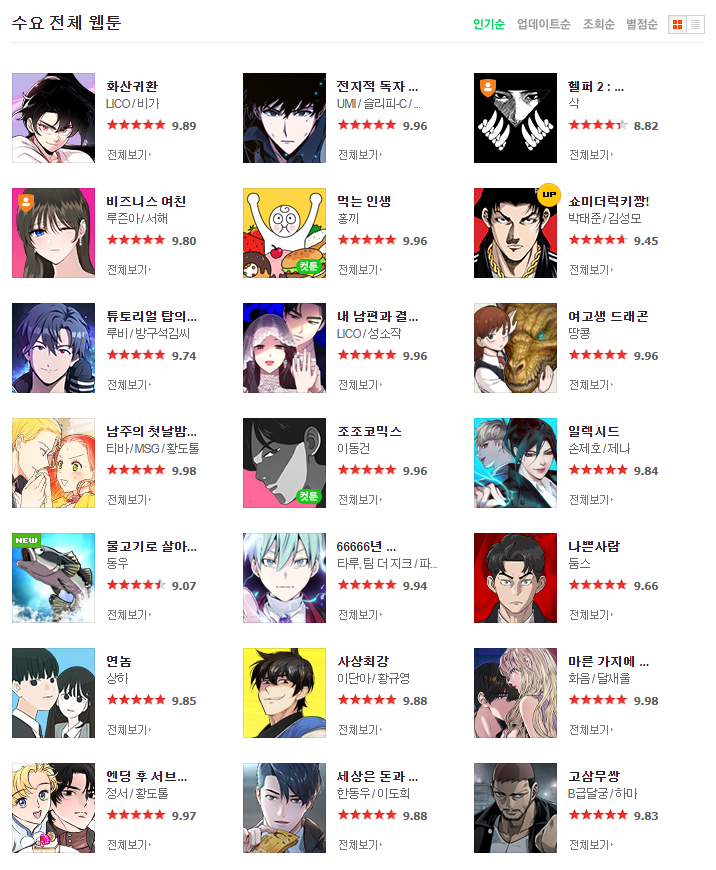 수요 전체 웹툰
인기순 업데이트순 조회순 별점순
화산귀환
LICO / 비가
9.89
전체보기
전지적 독자 ...
UMI / 슬리피-C / ...
9.96
전체보기
헬퍼 2 : ...
삭
8.82
전체보기
비즈니스 여친
루즌아 / 서해
9.80
전체보기
먹는 인생
홍끼
9.96
전체보기
컷툰
쇼미더럭키짱!
박태준 / 김성모
9.45
전체보기
UP
튜토리얼 탑의...
루비 / 방구석김씨
9.74
전체보기
내 남편과 결...
LICO / 성소작
9.96
전체보기
여고생 드래곤
땅콩
9.96
전체보기
남주의 첫날밤...
티바 / MSG / 황도톨
9.98
전체보기
조조코믹스
이동건
9.96
전체보기
컷툰
일렉시드
손제호 / 제나
9.84
전체보기
NEW
물고기로 살아...
동우
9.07
전체보기
66666년 ...
타루, 팀 더 지크 / 파...
9.94
전체보기
나쁜사람
둠스
9.66
전체보기
연놈
상하
9.85
전체보기
사상최강
이단아 / 황규영
9.88
전체보기
마른 가지에 ...
화음 / 달새울
9.98
전체보기
엔딩 후 서브...
정서 / 황도톨
9.97
전체보기
세상은 돈과 ...
한동우 / 이도희
9.88
전체보기
고삼무쌍
B급달궁 / 하마
9.83
전체보기